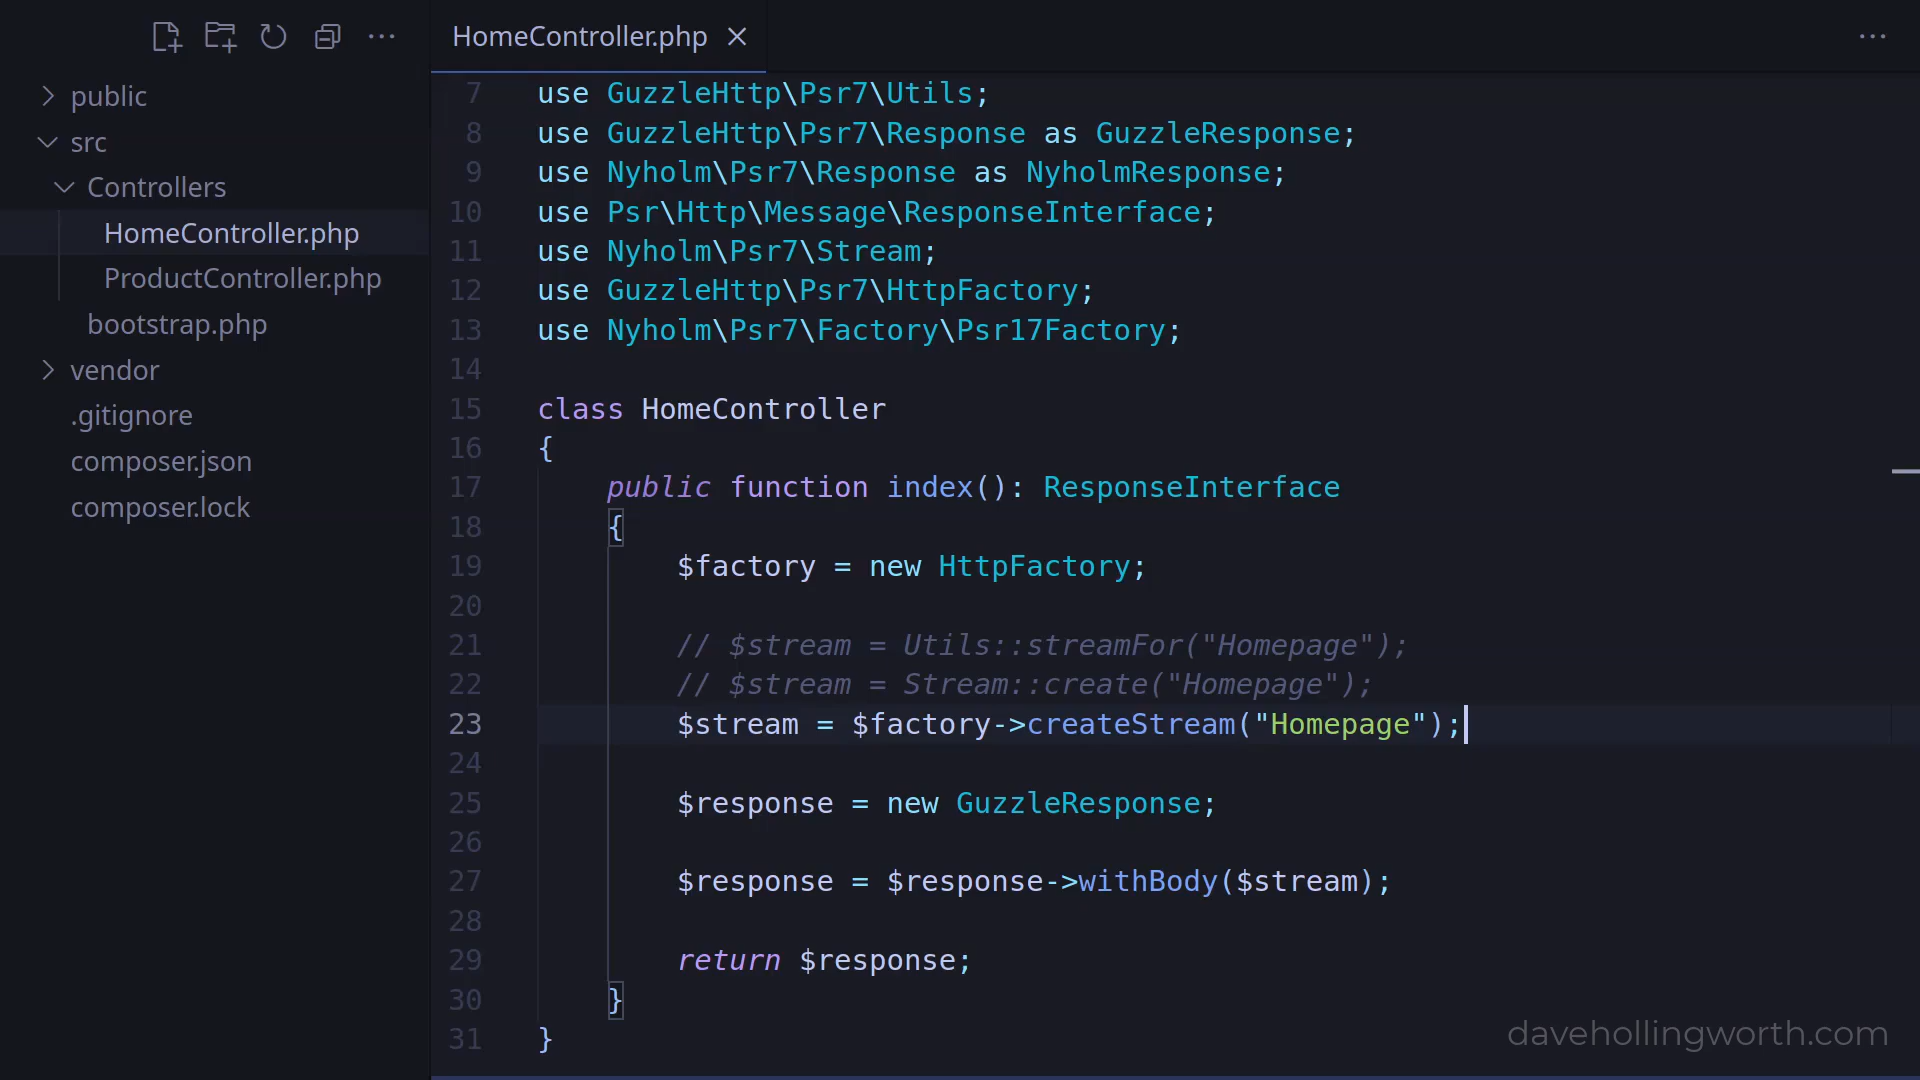 HomeController.php
public
src
Controllers
HomeController.php
ProductController.php
bootstrap.php
vendor
.gitignore
composer.json
composer.lock
7 use GuzzleHttp\Psr7\Utils;
8 use GuzzleHttp\Psr7\Response as GuzzleResponse;
9 use Nyholm\Psr7\Response as NyholmResponse;
10 use Psr\Http\Message\ResponseInterface;
11 use Nyholm\Psr7\Stream;
12 use GuzzleHttp\Psr7\HttpFactory;
13 use Nyholm\Psr7\Factory\Psr17Factory;
14
15 class HomeController
16 {
17     public function index(): ResponseInterface
18     {
19         $factory = new HttpFactory;
20
21         // $stream = Utils::streamFor("Homepage");
22         // $stream = Stream::create("Homepage");
23         $stream = $factory->createStream("Homepage");
24
25         $response = new GuzzleResponse;
26
27         $response = $response->withBody($stream);
28
29         return $response;
30     }
31 }
davehollingworth.com